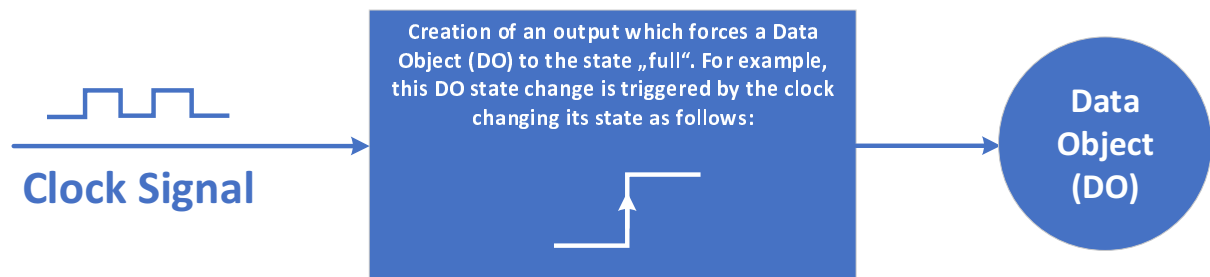 Creation of an output which forces a Data
Object (DO) to the state „full“. For example,
this DO state change is triggered by the clock
changing its state as follows:
Clock Signal
Data
Object
(DO)